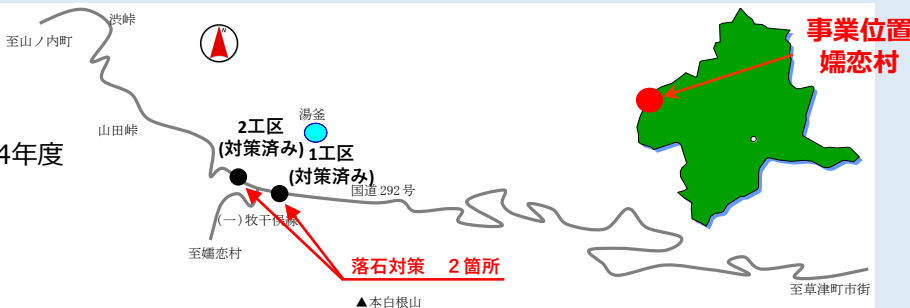 渋峠
至山ノ内町
事業位置
嬬恋村
湯釜
山田峠
2工区
(対策済み)
4年度
1工区
(対策済み)
国道292号
(一)牧干俣線
至嬬恋村
落石対策 2箇所
至草津町市街
▲本白根山